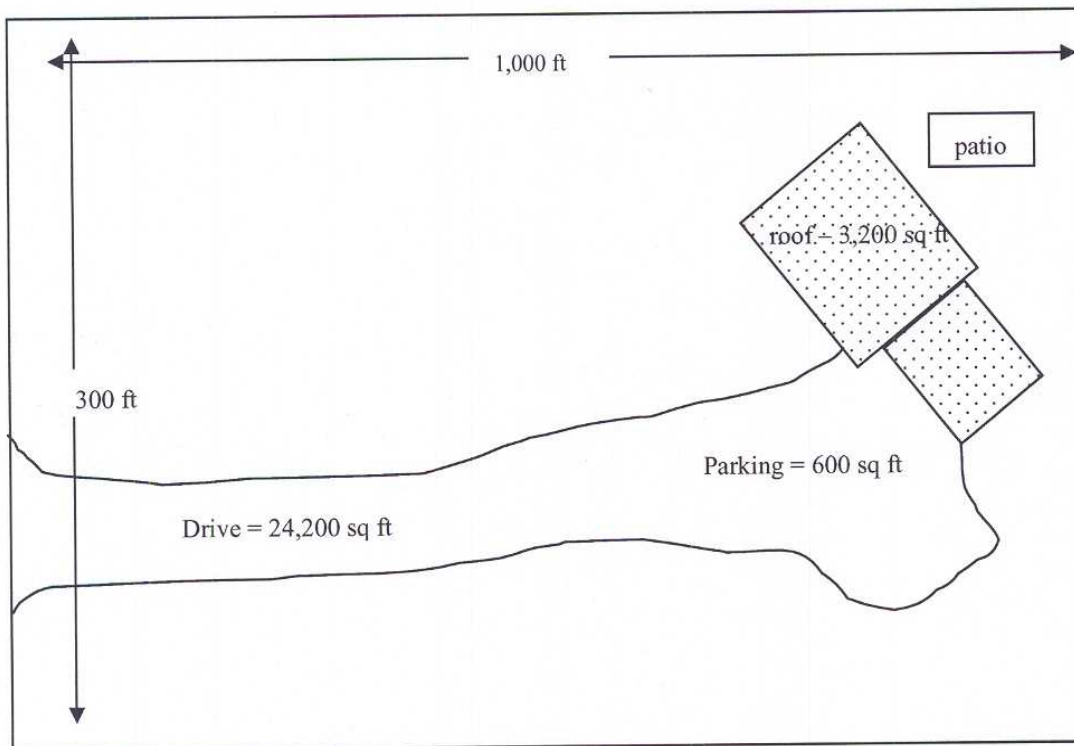 1,000 ft
patio
roof – 3,200 sq ft
300 ft
Parking = 600 sq ft
Drive = 24,200 sq ft